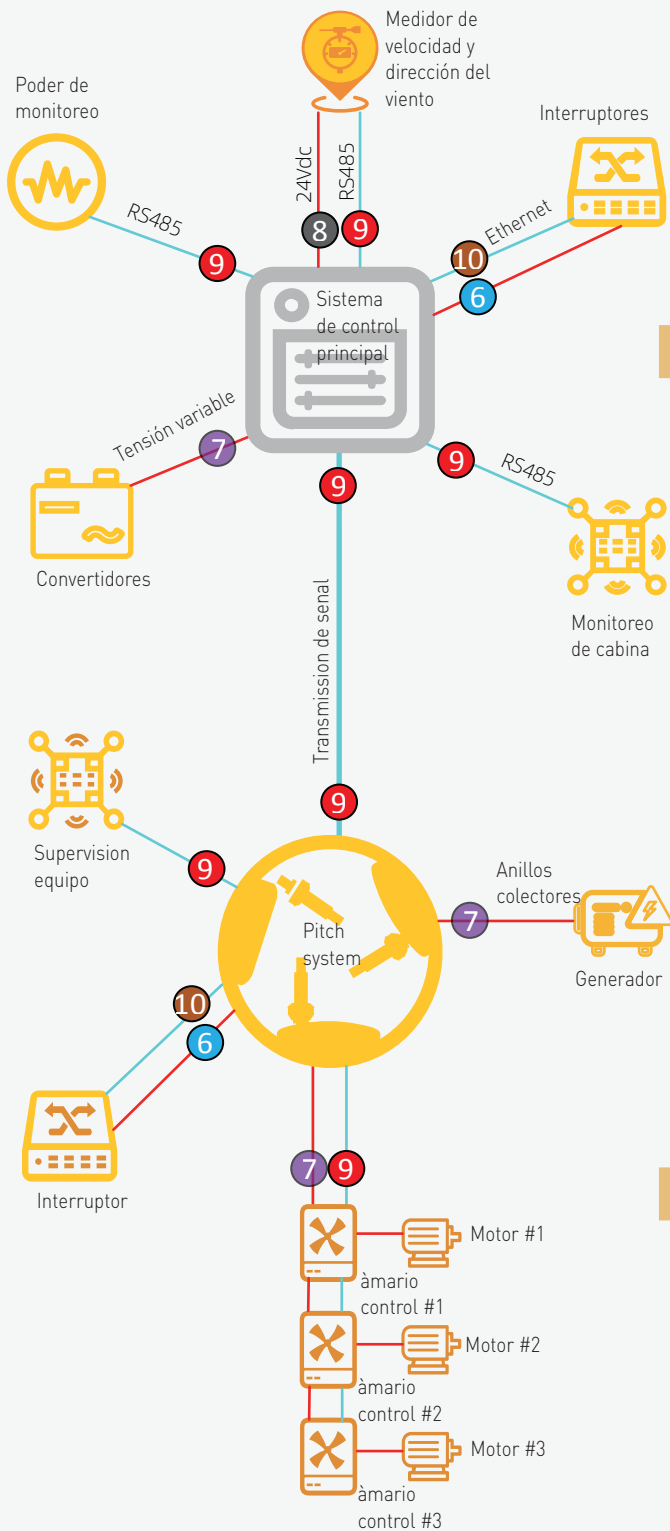 Medidor de
velocidad y
dirección del
viento
Poder de
monitoreo
Interruptores
24Vdc
RS485
RS485
Ethernet
8
9
9
10
6
Sistema
de control
principal
Tensión variable
7
9
9
RS485
Convertidores
Monitoreo
de cabina
Transmission de senal
9
Supervision
equipo
9
Anillos
colectores
7
Pitch
system
Generador
10
6
Interruptor
7
9
Motor #1
àmario
control #1
Motor #2
àmario
control #2
Motor #3
àmario
control #3